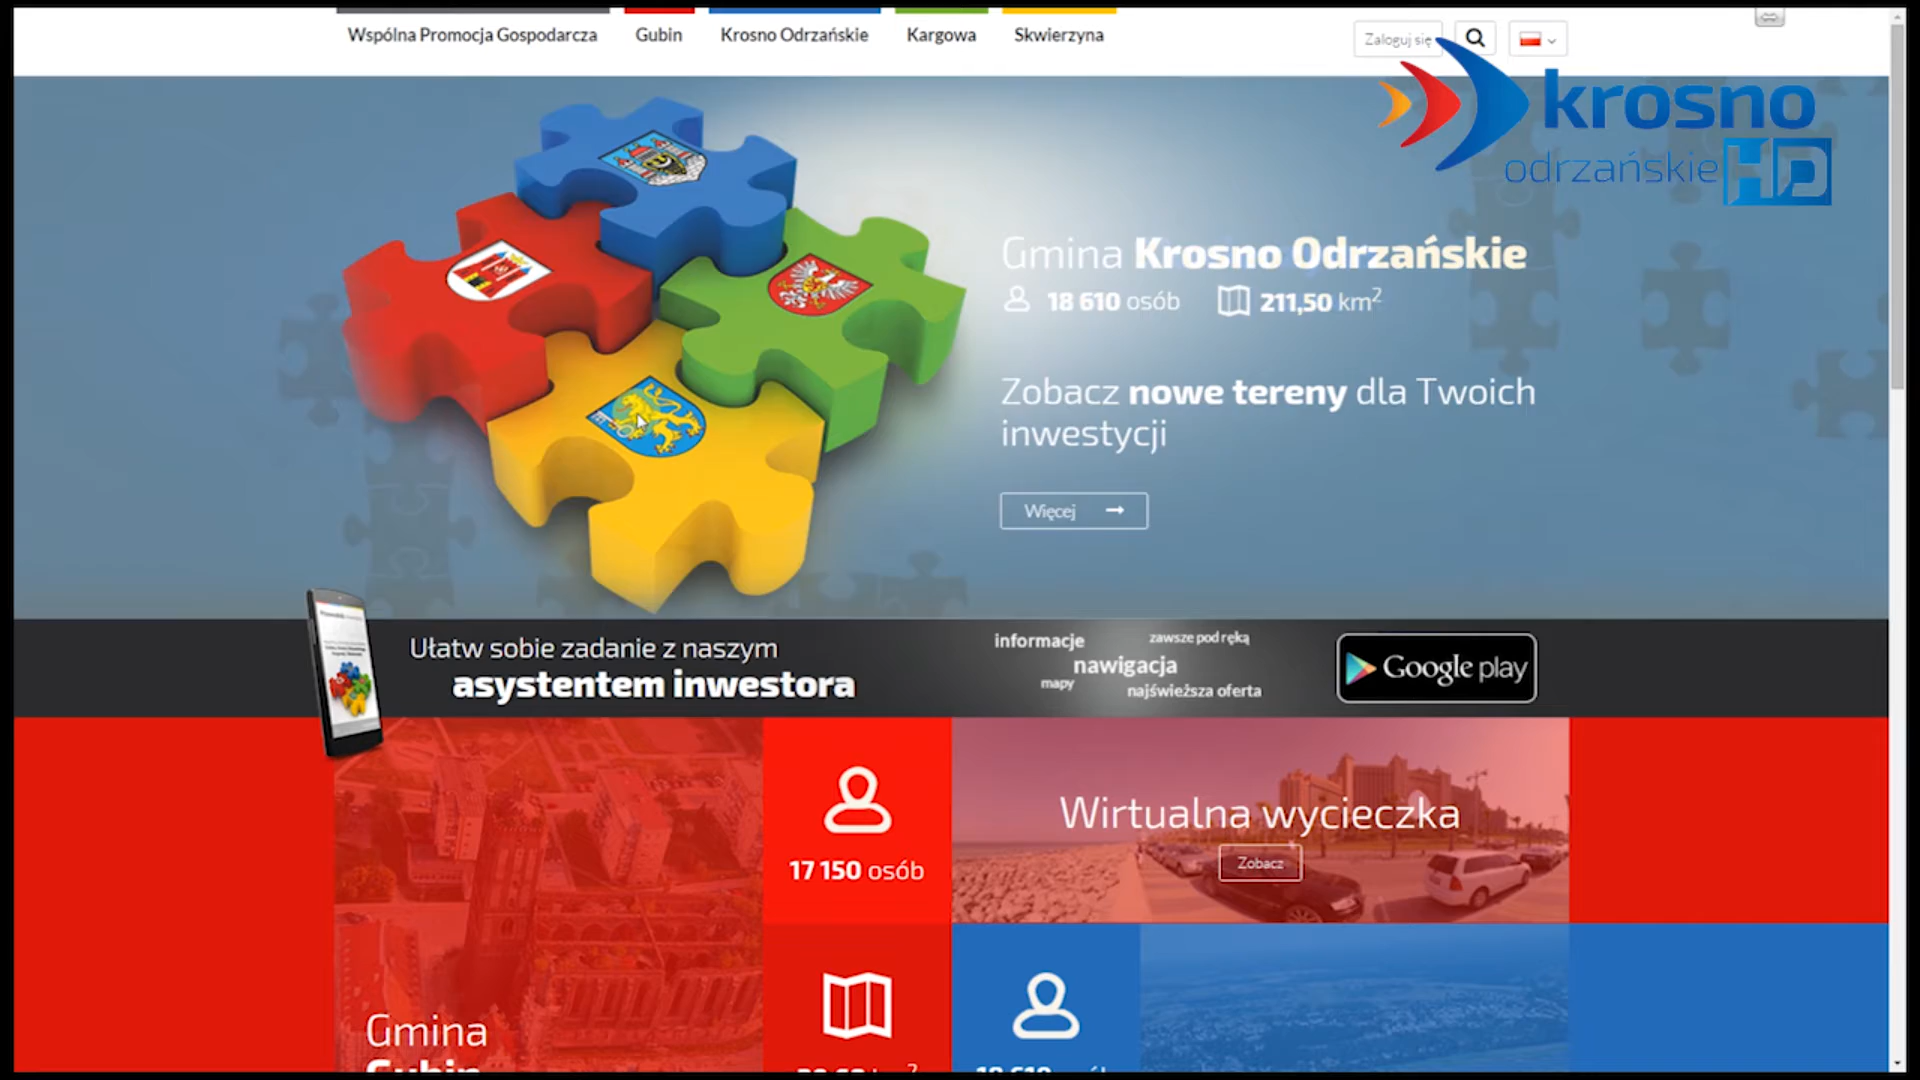 Wspólna Promocja Gospodarcza
Gubin
Krosno Odrzańskie
Kargowa
Skwierzyna
Zaloguj się
krosno
odrzańskie HD
Gmina Krosno Odrzańskie
18 610 osób
211,50 km²
Zobacz nowe tereny dla Twoich
inwestycji
Więcej
Ułatw sobie zadanie z naszym
asystentem inwestora
informacje
zawsze pod ręką
nawigacja
mapy
najświeższa oferta
Google play
17 150 osób
Wirtualna wycieczka
Zobacz
Gmina
Gubin